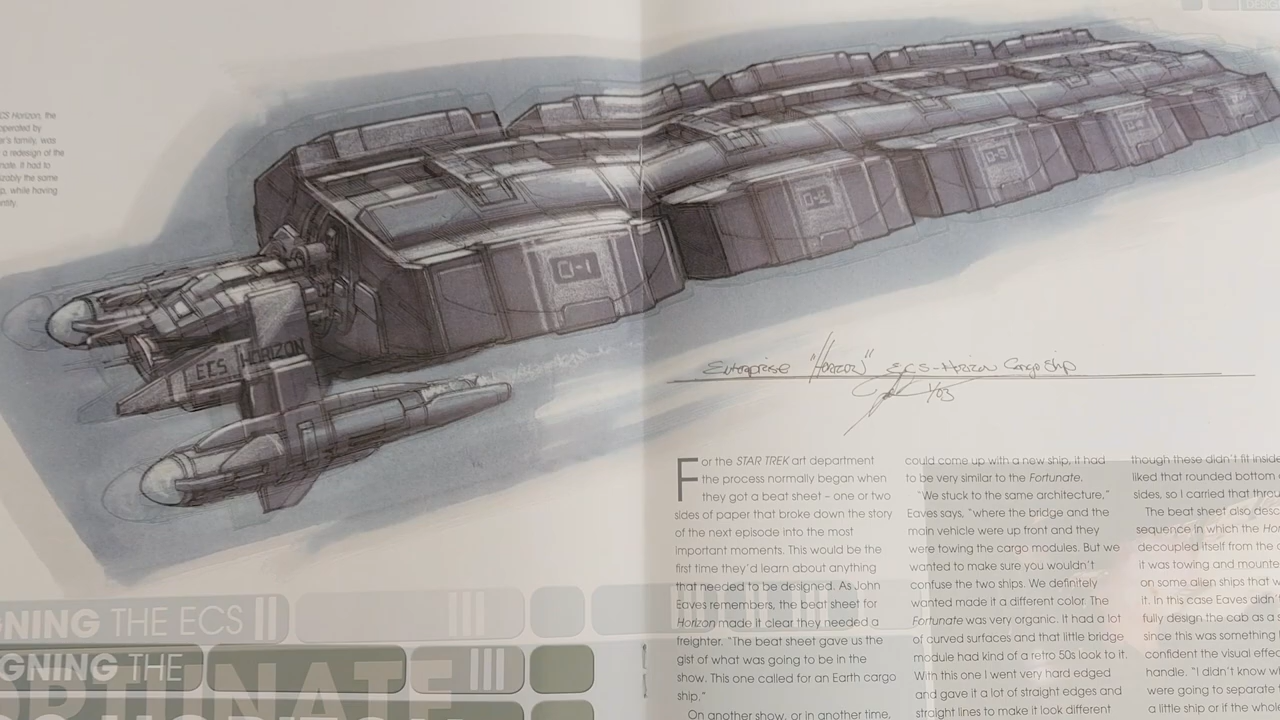 DESIG
CS Horizon, the
operated by
er's family, was
a redesign of the
nate. It had to
izably the same
p, while having
ntity.
Q-1
Q-2
Q-3
Q-4
ECS HORIZON
Enterprise "Horizon" ECS-Horizon Cargo Ship
1/03
For the STAR TREK art department
the process normally began when
they got a beat sheet – one or two
sides of paper that broke down the story
of the next episode into the most
important moments. This would be the
first time they'd learn about anything
that needed to be designed. As John
Eaves remembers, the beat sheet for
Horizon made it clear they needed a
freighter. "The beat sheet gave us the
gist of what was going to be in the
show. This one called for an Earth cargo
ship."
On another show, or in another time,
could come up with a new ship, it had
to be very similar to the Fortunate.
"We stuck to the same architecture,"
Eaves says, "where the bridge and the
main vehicle were up front and they
were towing the cargo modules. But we
wanted to make sure you wouldn't
confuse the two ships. We definitely
wanted made it a different color. The
Fortunate was very organic. It had a lot
of curved surfaces and that little bridge
module had kind of a retro 50s look to it.
With this one I went very hard edged
and gave it a lot of straight edges and
straight lines to make it look different
though these didn't fit inside
liked that rounded bottom
sides, so I carried that throu
The beat sheet also desc
sequence in which the Hor
decoupled itself from the c
it was towing and mounte
on some alien ships that w
it. In this case Eaves didn'
fully design the cab as a s
since this was something
confident the visual effec
handle. "I didn't know w
were going to separate
a little ship or if the whol
GNING THE ECS
IGNING THE
ORTUNATE
HORIZON